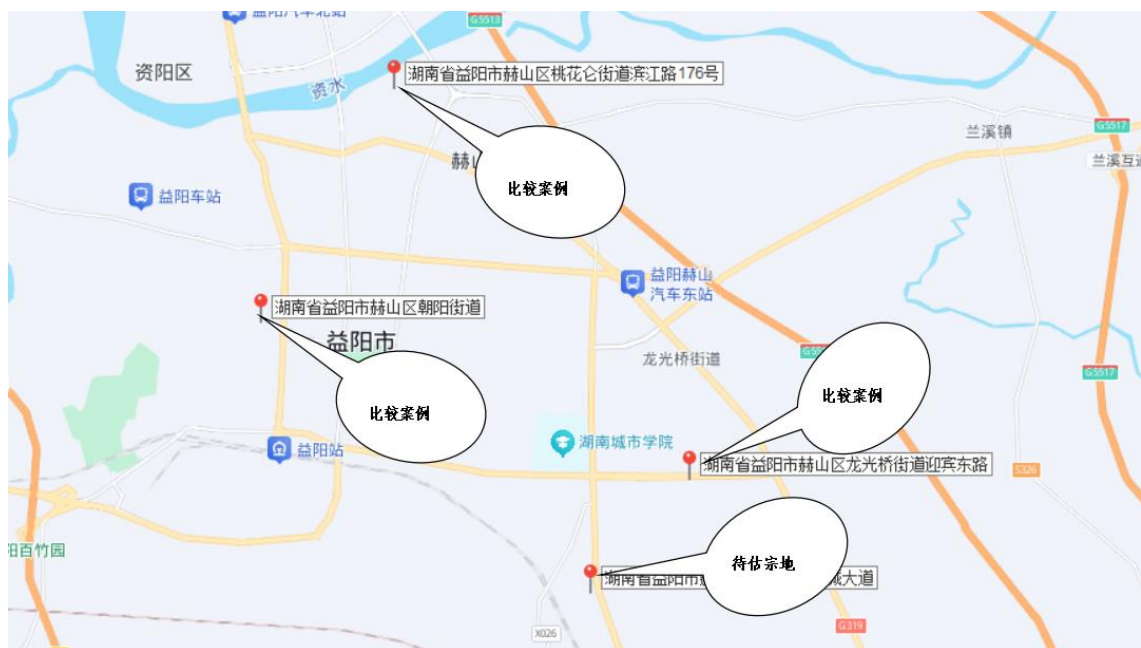 益阳汽车北站
G5513
资阳区
湖南省益阳市赫山区桃花仑街道滨江路176号
资水
兰溪镇
G5517
赫山
比较案例
兰溪互通
益阳车站
益阳赫山
汽车东站
湖南省益阳市赫山区朝阳街道
益阳市
龙光桥街道
G5517
比较案例
比较案例
湖南城市学院
益阳站
湖南省益阳市赫山区龙光桥街道迎宾东路
S326
阳百竹园
待估宗地
湖南省益阳市
城大道
X026
G319